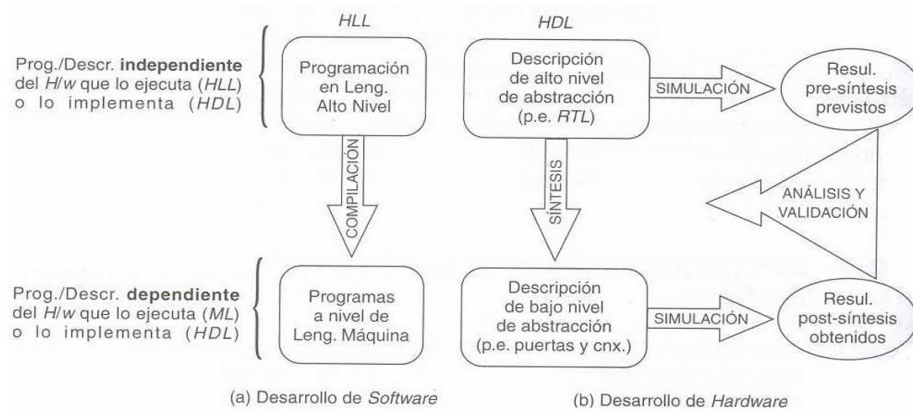 HLL
HDL
Prog./Descr. independiente
del H/w que lo ejecuta (HLL)
o lo implementa (HDL)
Programación
en Leng.
Alto Nivel
Descripción
de alto nivel
de abstracción
(p.e. RTL)
SIMULACIÓN
Resul.
pre-síntesis
previstos
COMPILACIÓN
SÍNTESIS
ANÁLISIS Y
VALIDACIÓN
Prog./Descr. dependiente
del H/w que lo ejecuta (ML)
o lo implementa (HDL)
Programas
a nivel de
Leng. Máquina
Descripción
de bajo nivel
de abstracción
(p.e. puertas y cnx.)
SIMULACIÓN
Resul.
post-síntesis
obtenidos
(a) Desarrollo de Software
(b) Desarrollo de Hardware